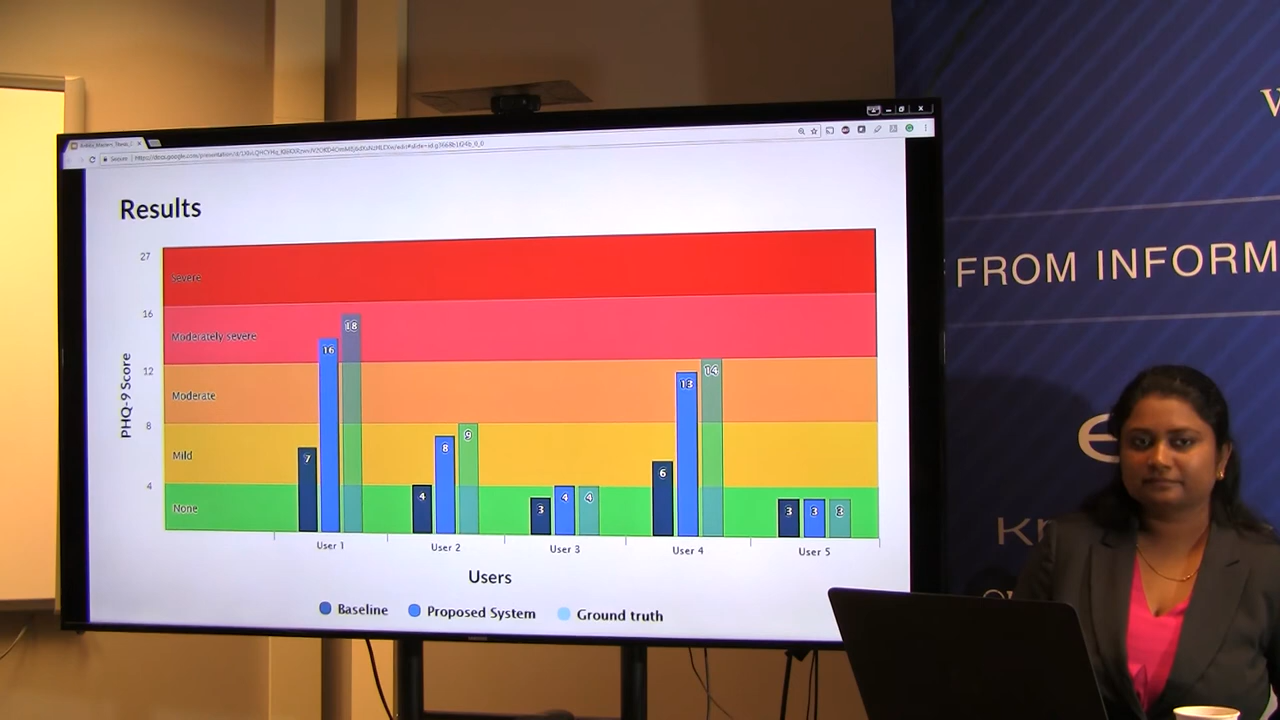 Secure
Results
27
Severe
16
Moderately severe
PHQ-9 Score
12
Moderate
8
Mild
4
None
7
16
18
4
8
9
3
4
4
6
13
14
3
3
3
User 1
User 2
User 3
User 4
User 5
Users
Baseline
Proposed System
Ground truth
FROM INFORM